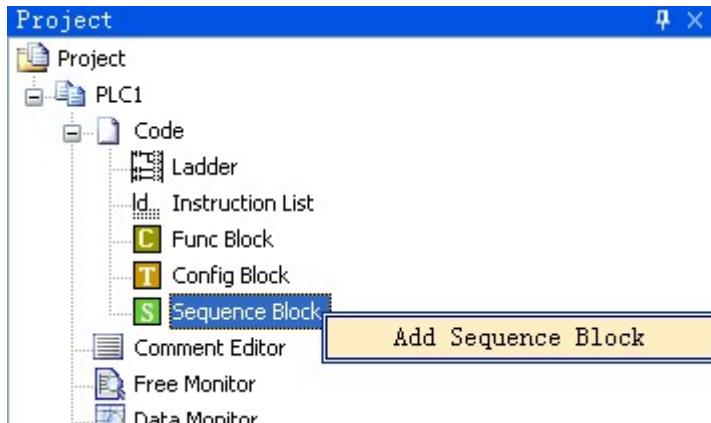 Project
Project
PLC1
Code
Ladder
ld... Instruction List
C Func Block
T Config Block
S Sequence Block
Add Sequence Block
Comment Editor
Free Monitor
Data Monitor